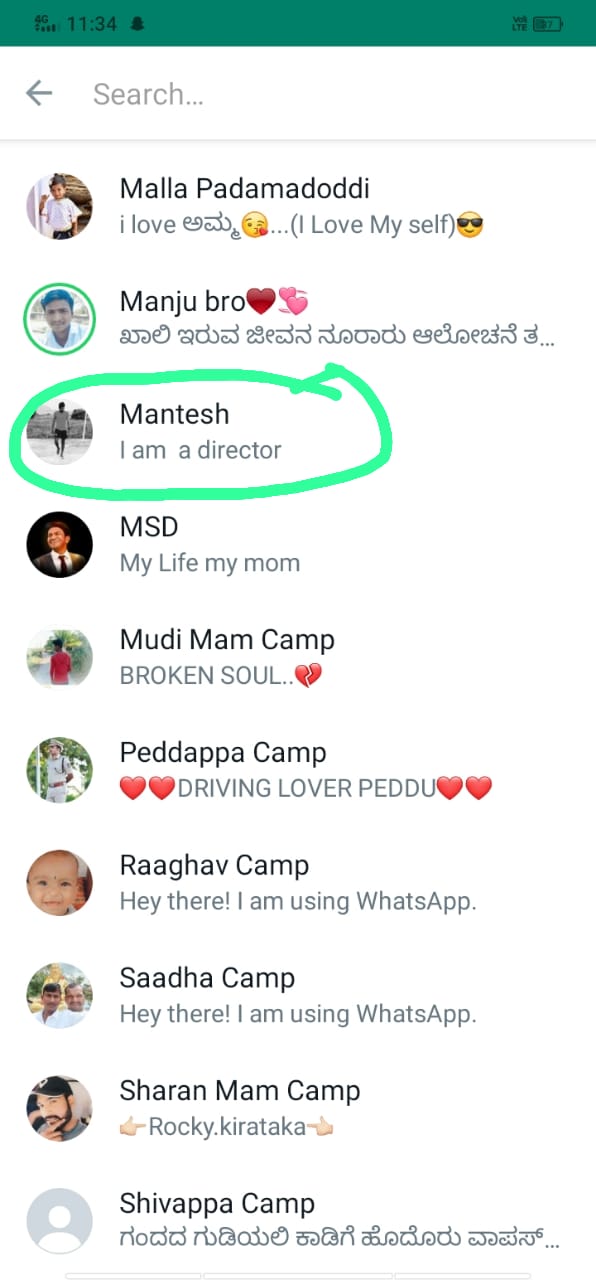 4G 11:34 Vo) LTE 37
Search...
Malla Padamadoddi
i love ಅಮ್ಮ😘...(I Love My self)😎
Manju bro❤️💞
ಖಾಲಿ ಇರುವ ಜೀವನ ನೂರಾರು ಆಲೋಚನೆ ತ...
Mantesh
I am  a director
MSD
My Life my mom
Mudi Mam Camp
BROKEN SOUL..💔
Peddappa Camp
❤️❤️DRIVING LOVER PEDDU❤️❤️
Raaghav Camp
Hey there! I am using WhatsApp.
Saadha Camp
Hey there! I am using WhatsApp.
Sharan Mam Camp
👉🏻Rocky.kirataka👈🏻
Shivappa Camp
ಗಂದದ ಗುಡಿಯಲಿ ಕಾಡಿಗೆ ಹೊದೊರು ವಾಪಸ್...